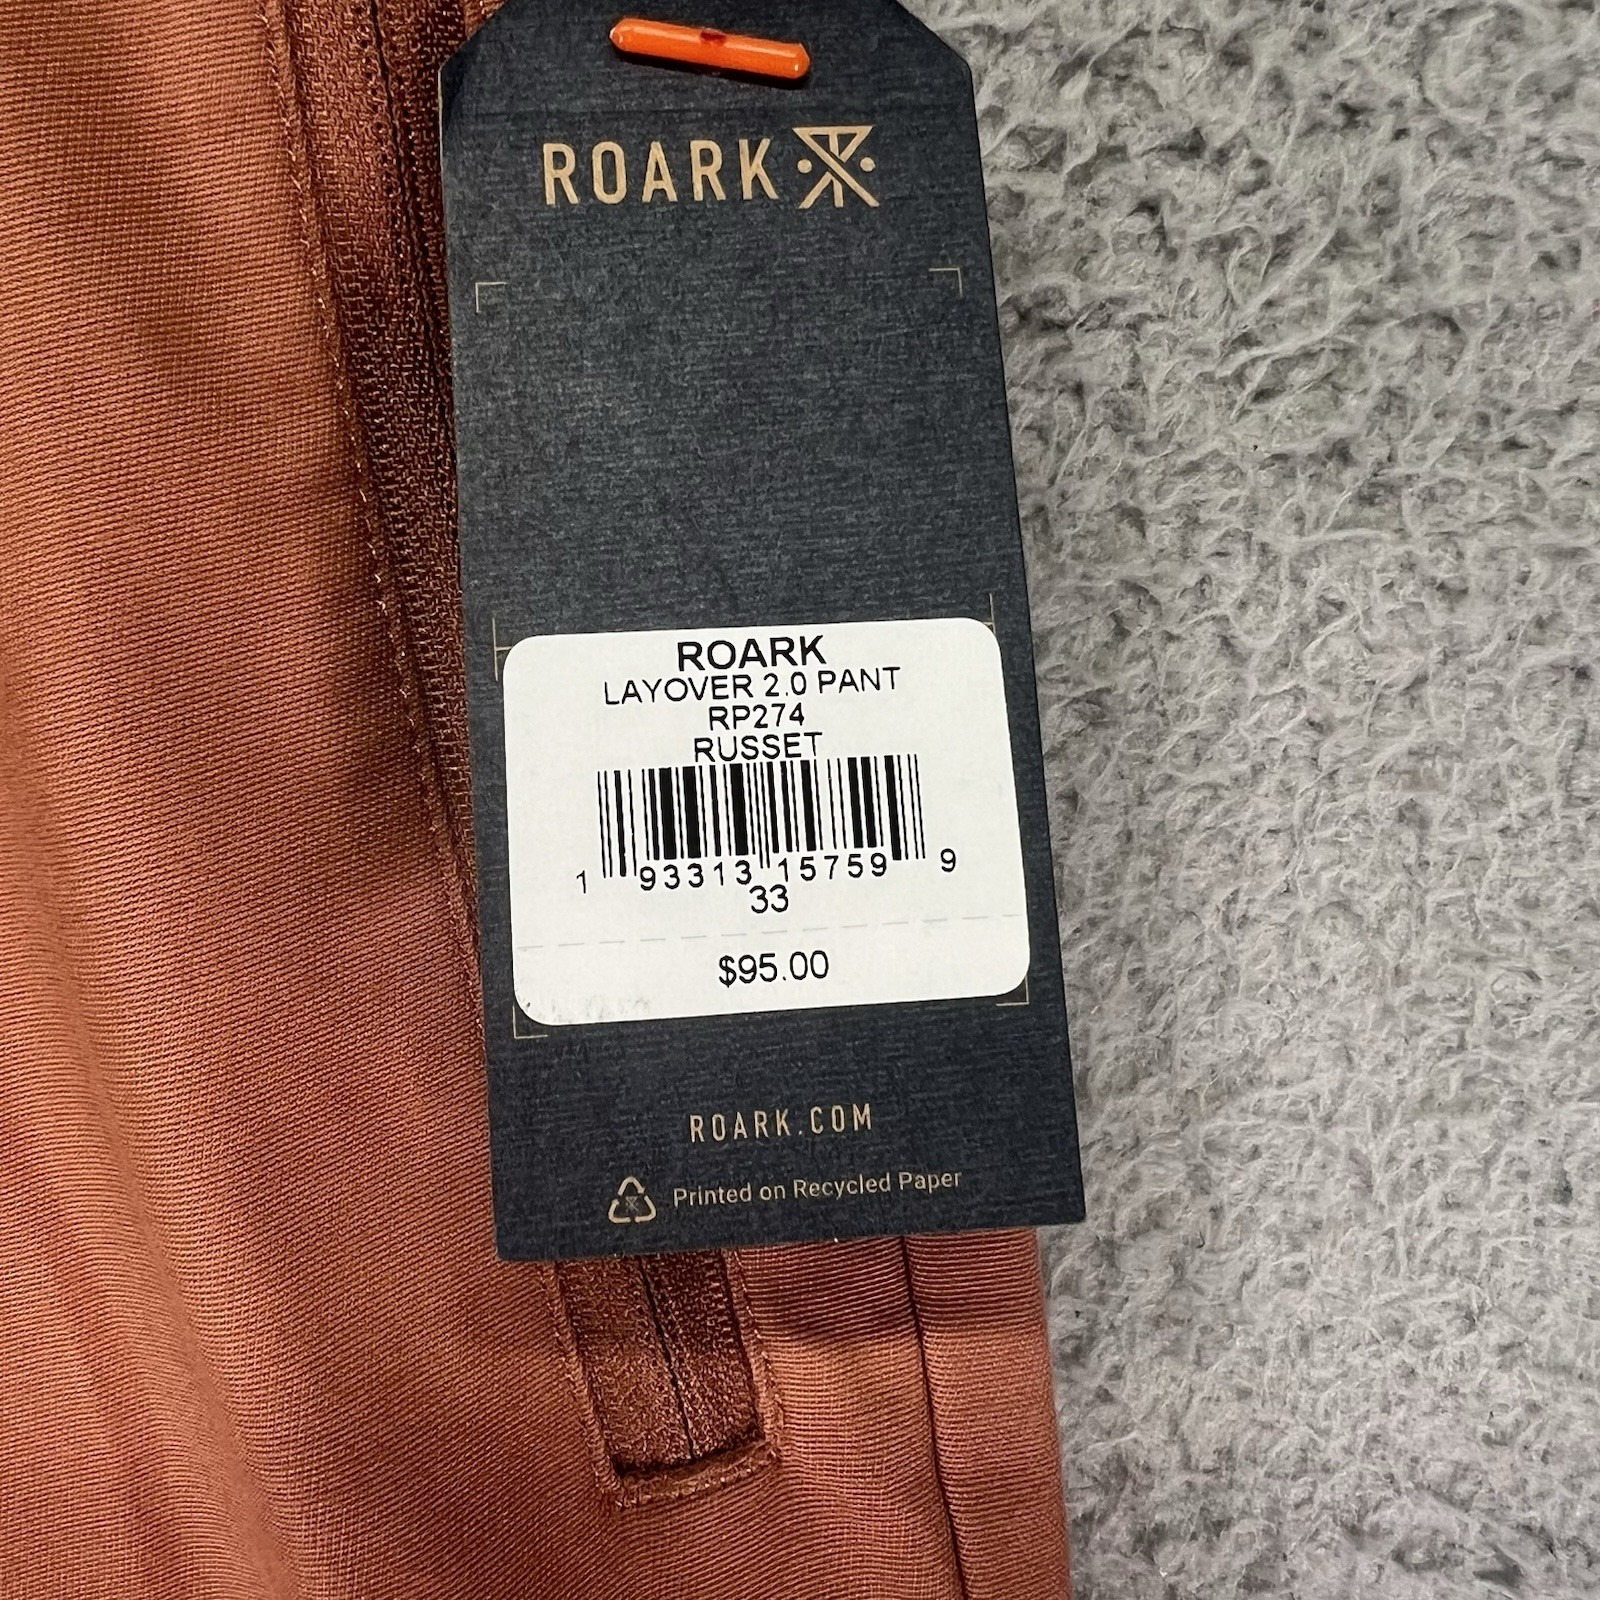 ROARK
ROARK
LAYOVER 2.0 PANT
RP274
RUSSET
1 93313 15759 9
33
$95.00
ROARK.COM
Printed on Recycled Paper